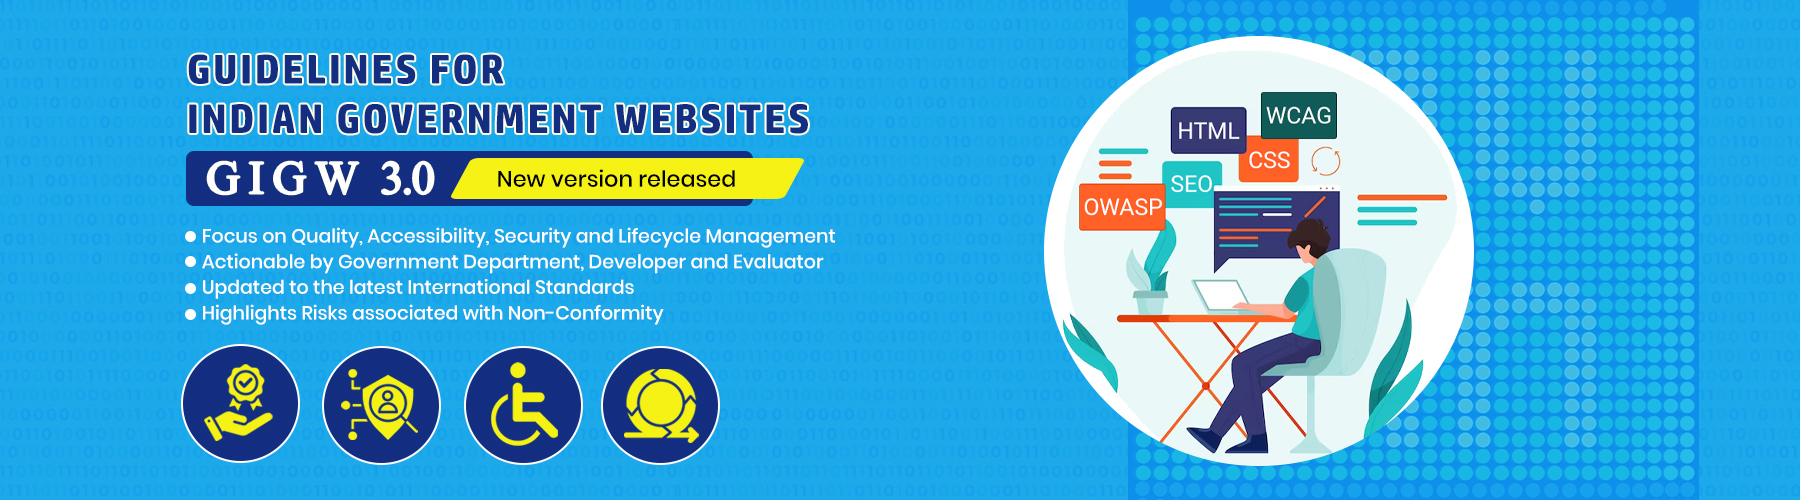 GUIDELINES FOR
INDIAN GOVERNMENT WEBSITES
GIGW 3.0 New version released
Focus on Quality, Accessibility, Security and Lifecycle Management
Actionable by Government Department, Developer and Evaluator
Updated to the latest International Standards
Highlights Risks associated with Non-Conformity
WCAG
HTML
CSS
SEO
OWASP